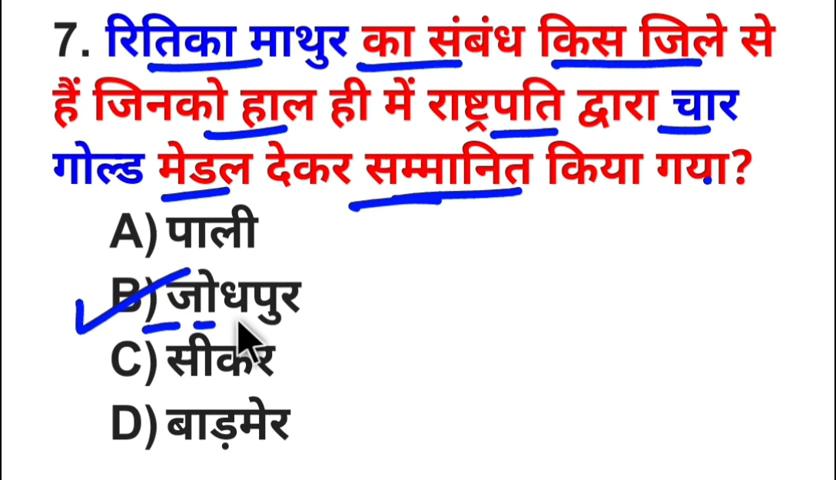 7. रितिका माथुर का संबंध किस जिले से
हैं जिनको हाल ही में राष्ट्रपति द्वारा चार
गोल्ड मेडल देकर सम्मानित किया गया?
A) पाली
B) जोधपुर
C) सीकर
D) बाड़मेर